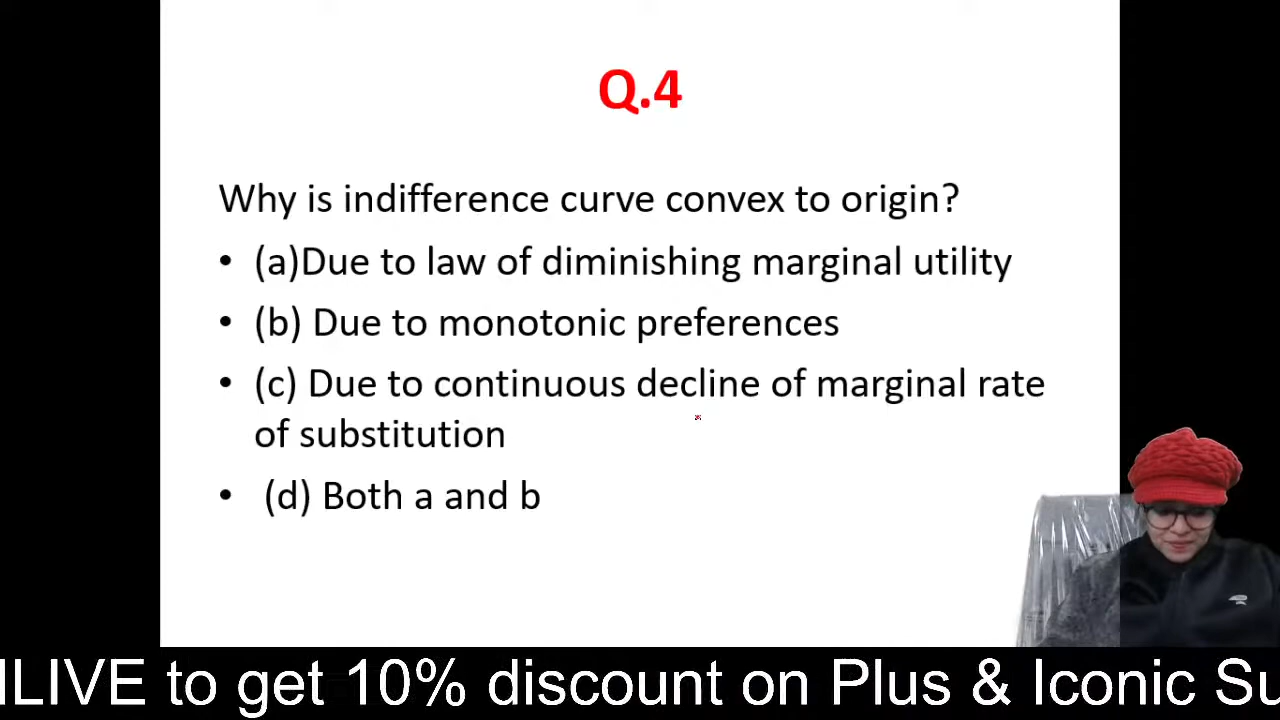 Q.4
Why is indifference curve convex to origin?
• (a)Due to law of diminishing marginal utility
• (b) Due to monotonic preferences
• (c) Due to continuous decline of marginal rate
of substitution
• (d) Both a and b
ILIVE to get 10% discount on Plus & Iconic Su